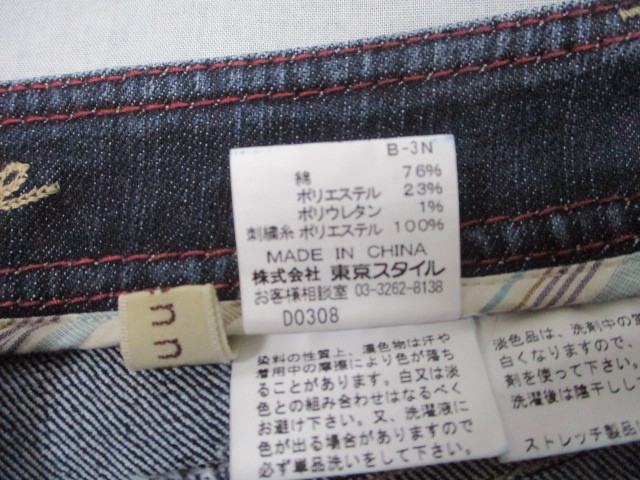 B-3N
綿 76%
ポリエステル 23%
ポリウレタン 1%
刺繍糸 ポリエステル 100%
MADE IN CHINA
株式会社 東京スタイル
お客様相談室 03-3262-8138
D0308
染料の性質上、濃色物は汗や
着用中の摩擦により色が落ち
ることがあります。白又は淡
色との組み合わせはなるべく
お避け下さい。又、洗濯液に
色が出る場合がありますので
必ず単品洗いをして下さい。
淡色品は、洗剤中の
白くなりますので、
剤を使って下さい。
洗濯後は陰干しし
ストレッチ製品